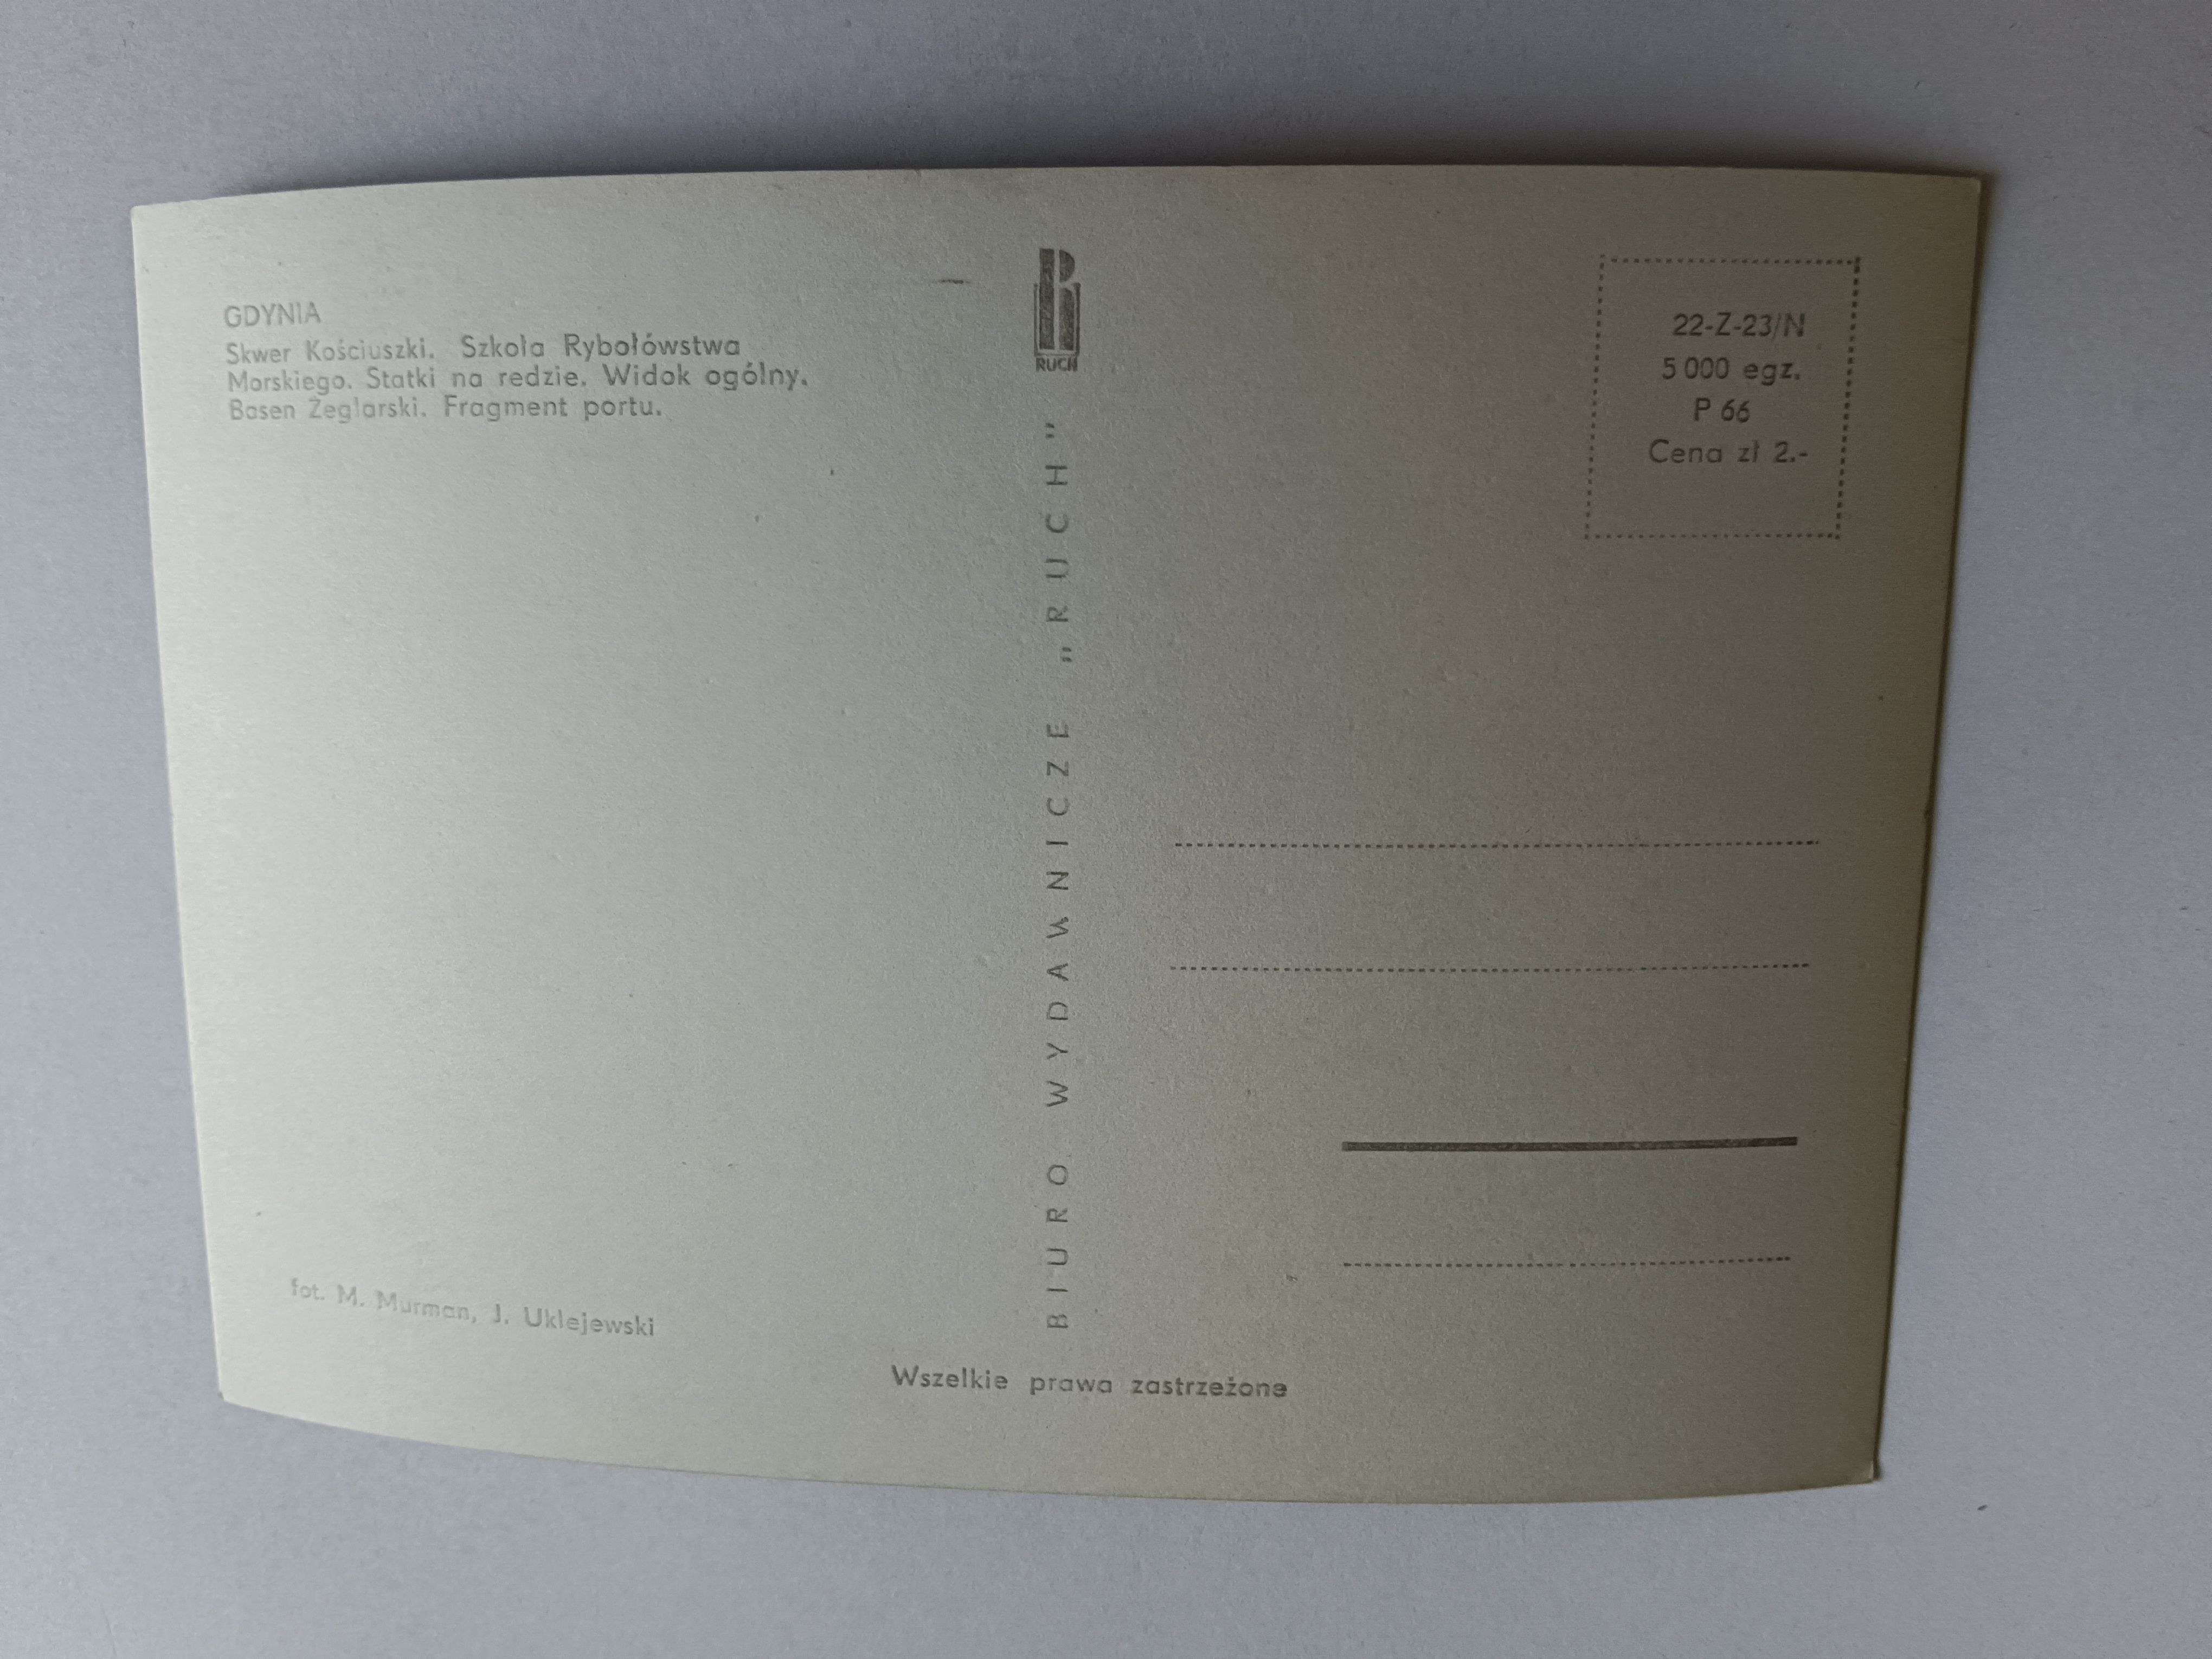 GDYNIA
Skwer Kościuszki. Szkoła Rybołówstwa
Morskiego. Statki na redzie. Widok ogólny.
Basen Żeglarski. Fragment portu.
fot. M. Murman, J. Uklejewski
RUCH
BIURO WYDAWNICZE „RUCH”
Wszelkie prawa zastrzeżone
22-Z-23/N
5 000 egz.
P 66
Cena zł 2.-